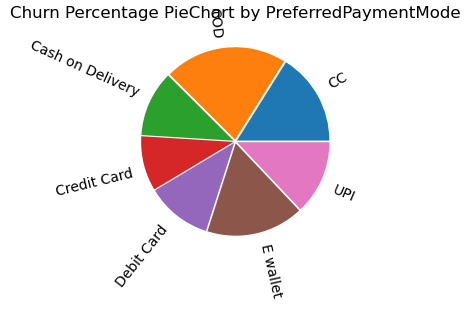 Churn Percentage PieChart by PreferredPaymentMode
COD
Cash on Delivery
CC
Credit Card
UPI
Debit Card
E wallet